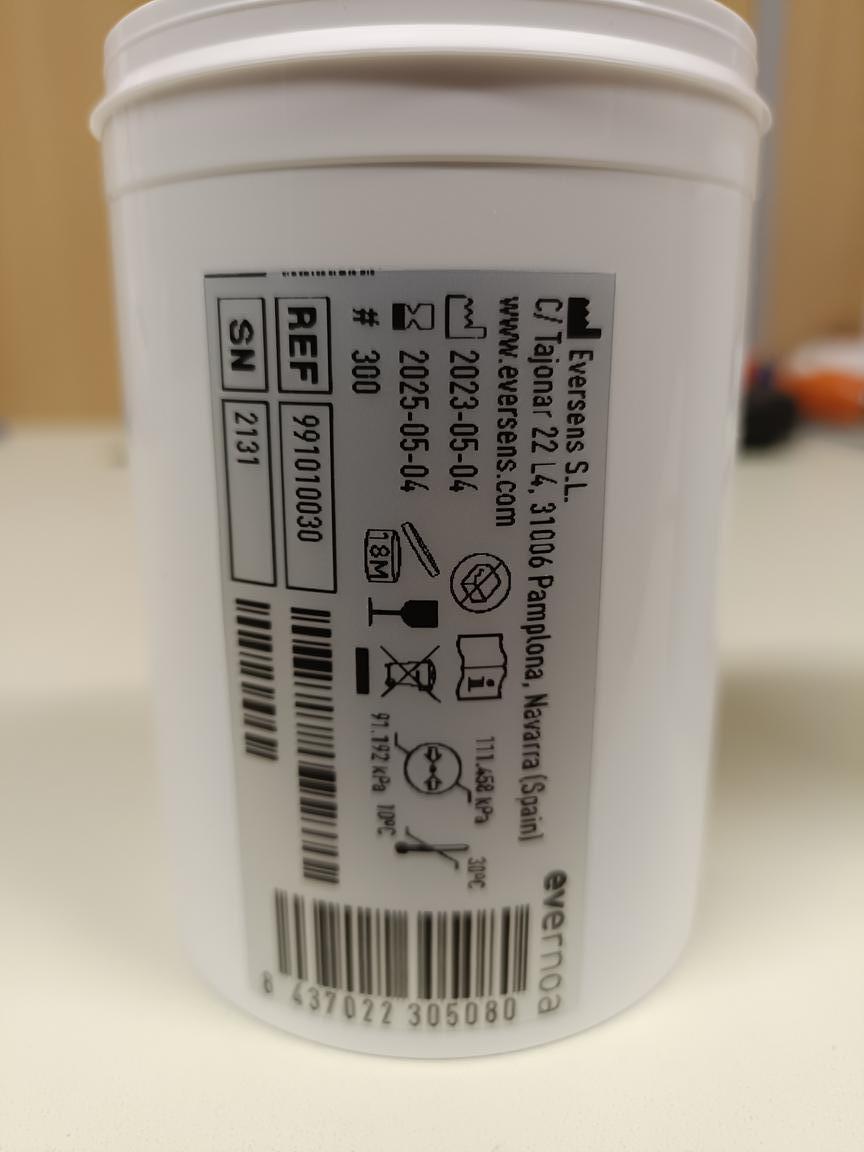 Eversens S.L.
C/ Tajonar 22 L4, 31006 Pamplona, Navarra (Spain)
www.eversens.com
2023-05-04
2025-05-04
# 300
18M
i
111.458 kPa
91.192 kPa
30ºC
10ºC
REF 991010030
SN 2131
evernoa
8 437022 305080